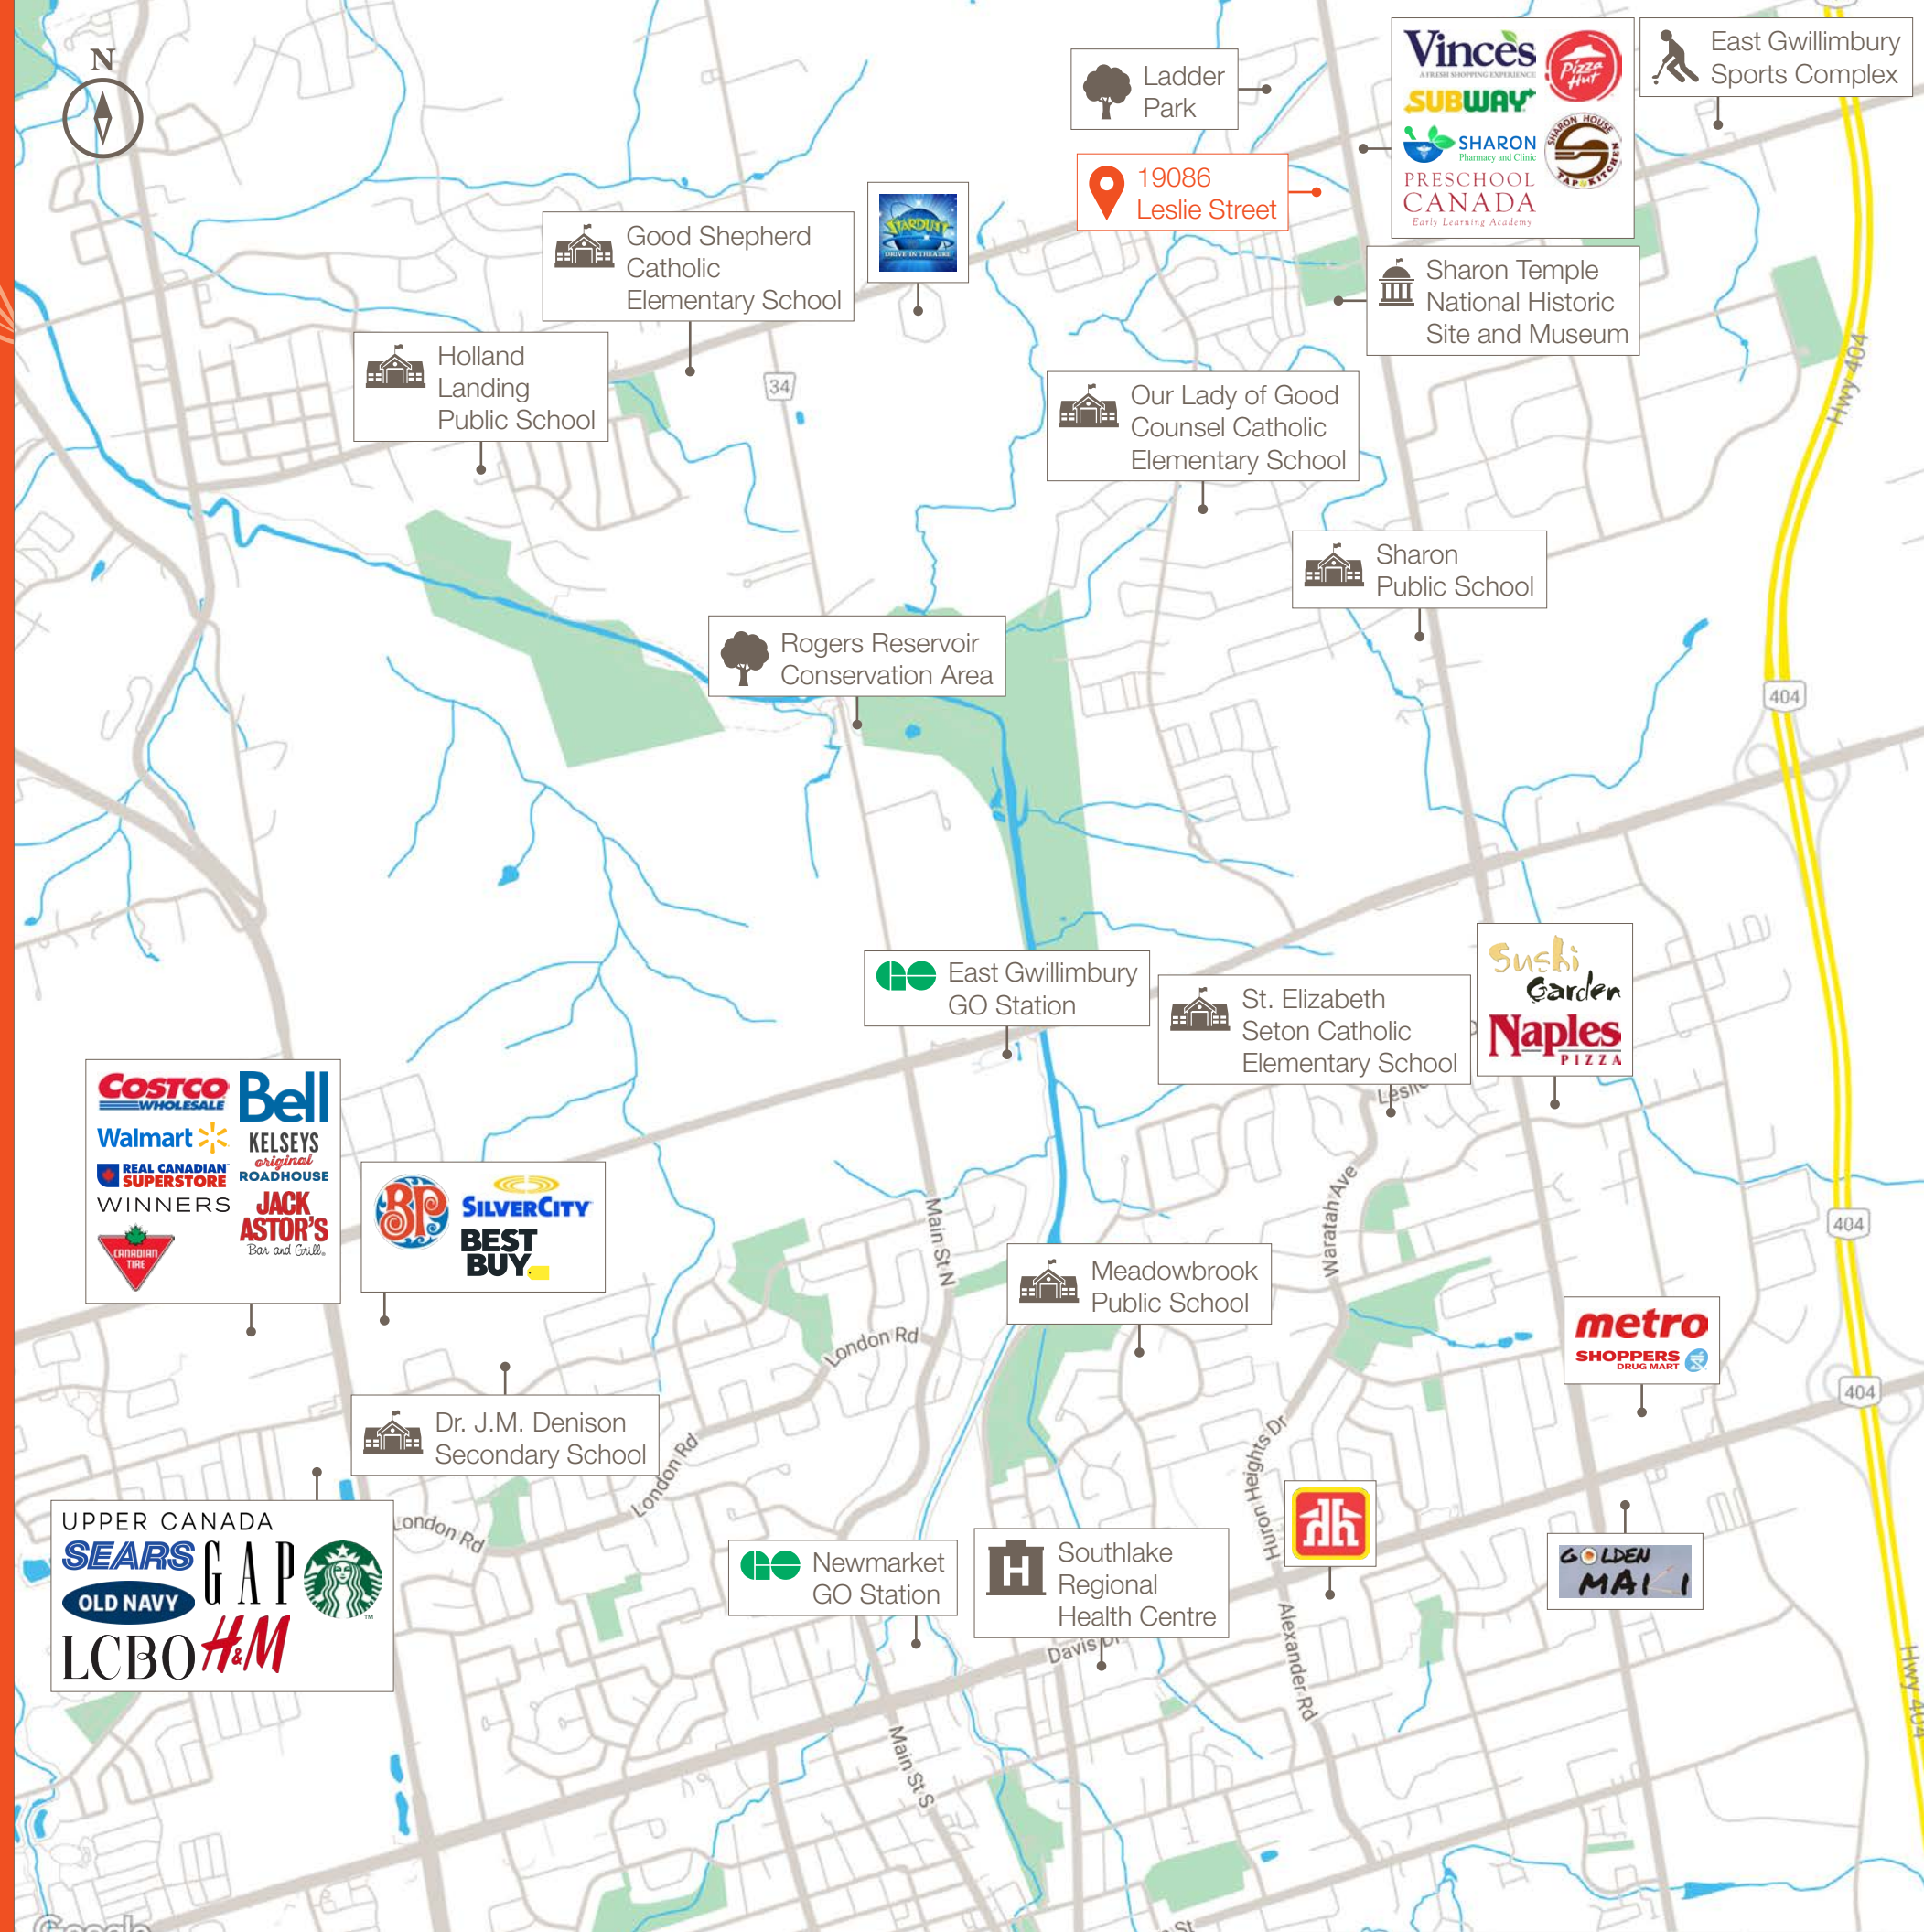 N
Ladder
Park
19086
Leslie Street
Vince's
A FRESH SHOPPING EXPERIENCE
Pizza
Hut
SUBWAY
SHARON
Pharmacy and Clinic
SHARON HOUSE
TAP & KITCHEN
PRESCHOOL
CANADA
Early Learning Academy
East Gwillimbury
Sports Complex
Good Shepherd
Catholic
Elementary School
STARDUST
DRIVE-IN THEATRE
Sharon Temple
National Historic
Site and Museum
Holland
Landing
Public School
34
Our Lady of Good
Counsel Catholic
Elementary School
Hwy 404
Sharon
Public School
Rogers Reservoir
Conservation Area
404
East Gwillimbury
GO Station
St. Elizabeth
Seton Catholic
Elementary School
Sushi
Garden
Naples
PIZZA
Leslie
COSTCO
WHOLESALE
Bell
Walmart
KELSEYS
original
ROADHOUSE
REAL CANADIAN
SUPERSTORE
WINNERS
JACK
ASTOR'S
Bar and Grill
CANADIAN
TIRE
BP
SILVERCITY
BEST
BUY
Main St N
Waratah Ave
404
Meadowbrook
Public School
London Rd
metro
SHOPPERS
DRUG MART
404
Dr. J.M. Denison
Secondary School
London Rd
Huron Heights Dr
UPPER CANADA
SEARS
GAP
OLD NAVY
LCBO
H&M
London Rd
Newmarket
GO Station
H
Southlake
Regional
Health Centre
hh
GOLDEN
MAKI
Davis Dr
Alexander Rd
Hwy 404
Main St S
St
Google